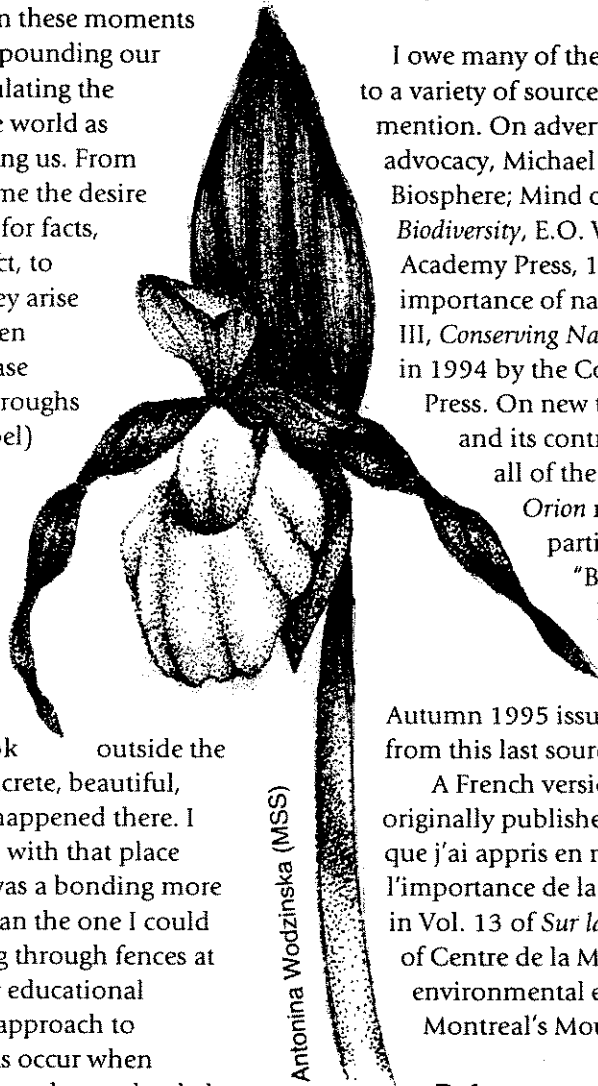 n these moments
pounding our
ulating the
e world as
ng us. From
me the desire
for facts,
ct, to
ey arise
en
ase
roughs
oel)
ok outside the
crete, beautiful,
happened there. I
with that place
was a bonding more
an the one I could
g through fences at
r educational
approach to
s occur when
Antonina Wodzinska (MSS)
I owe many of the
to a variety of source
mention. On adver
advocacy, Michael
Biosphere; Mind o
Biodiversity, E.O. W
Academy Press, 1
importance of na
III, Conserving Na
in 1994 by the Co
Press. On new t
and its contr
all of the
Orion
parti
"B
Autumn 1995 issu
from this last sour
A French versi
originally publishe
que j'ai appris en
l'importance de la
in Vol. 13 of Sur la
of Centre de la M
environmental e
Montreal's Mou